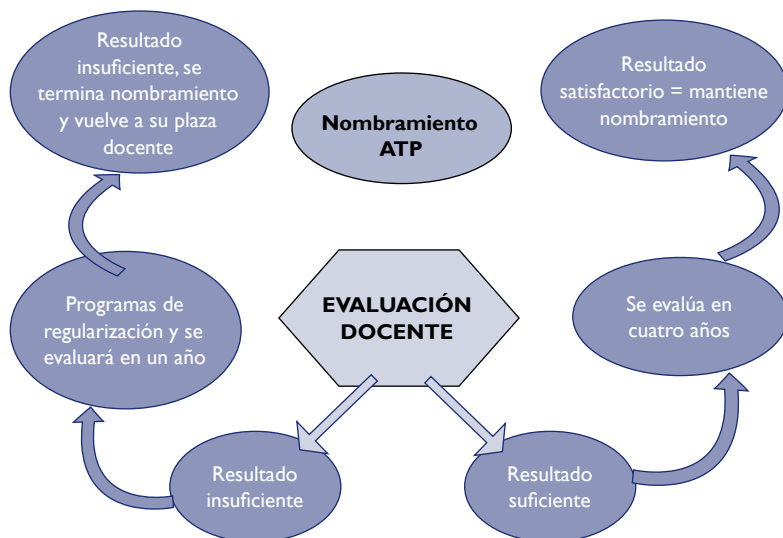 Resultado
insuficiente, se
termina nombramiento
y vuelve a su plaza
docente
Nombramiento
ATP
Resultado
satisfactorio = mantiene
nombramiento
Programas de
regularización y se
evaluará en un año
EVALUACIÓN
DOCENTE
Se evalúa en
cuatro años
Resultado
insuficiente
Resultado
suficiente